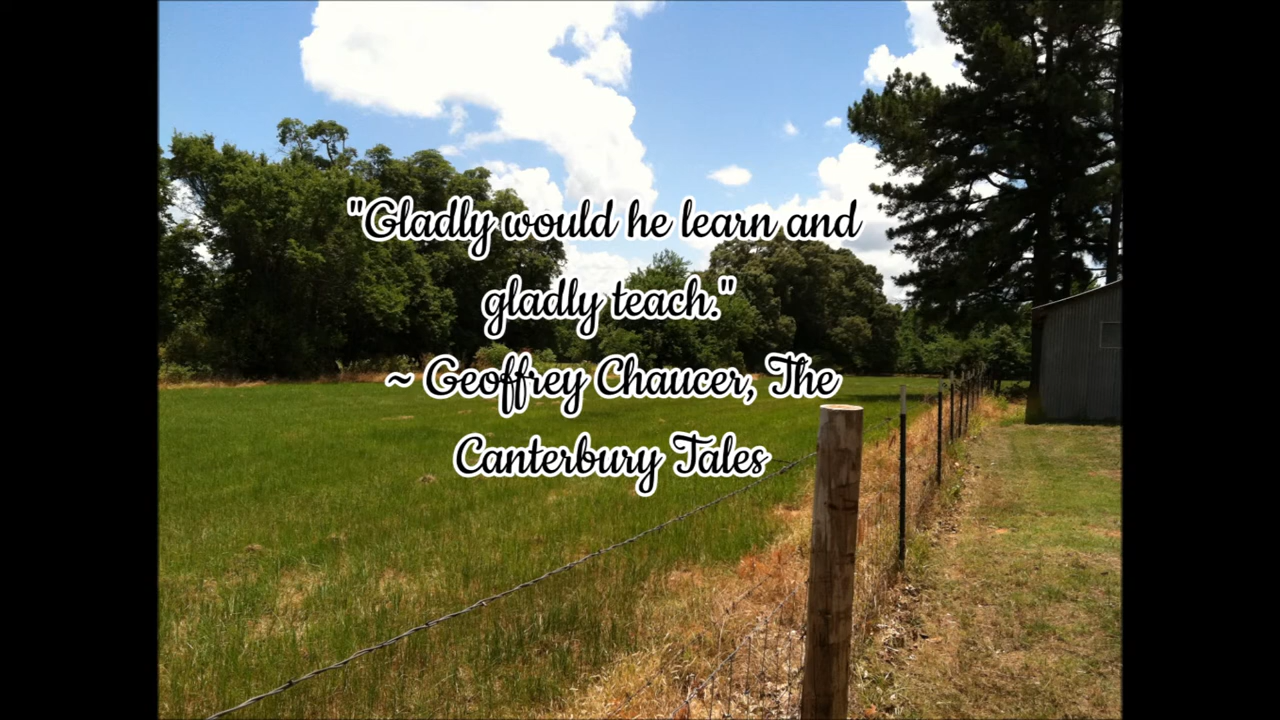 "Gladly would he learn and
gladly teach."
~ Geoffrey Chaucer, The
Canterbury Tales